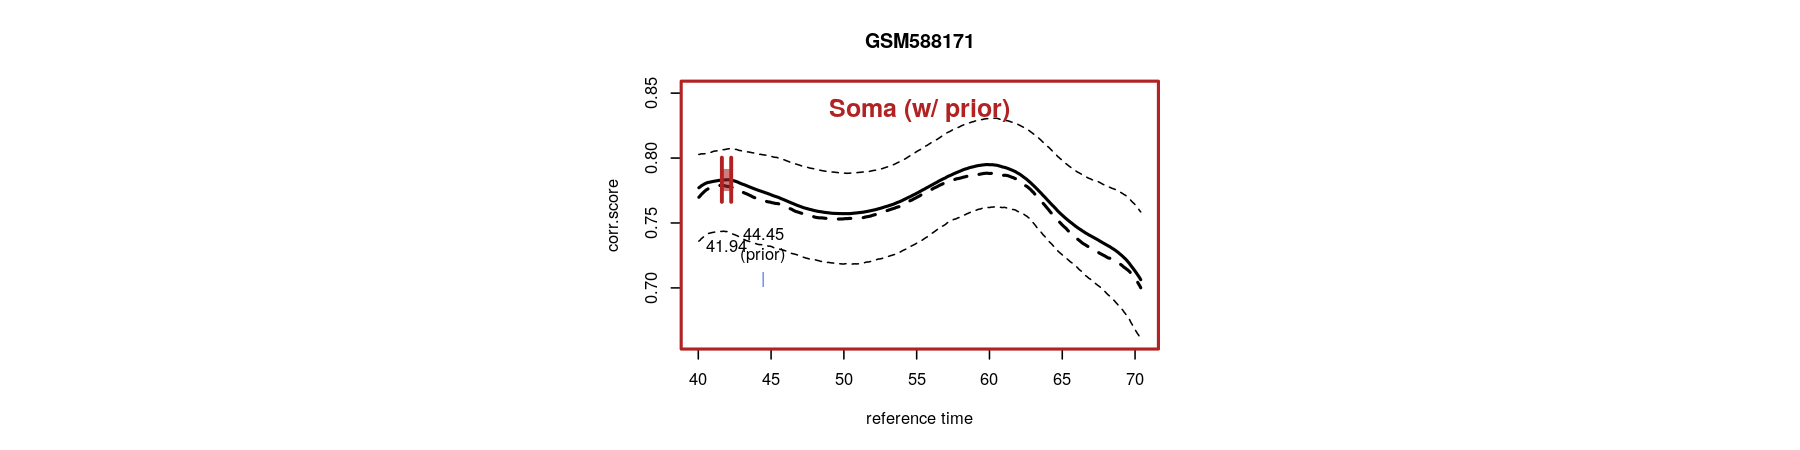 GSM588171
Soma (w/ prior)
corr.score
0.85
0.80
0.75
0.70
44.45
41.94
(prior)
40 45 50 55 60 65 70
reference time